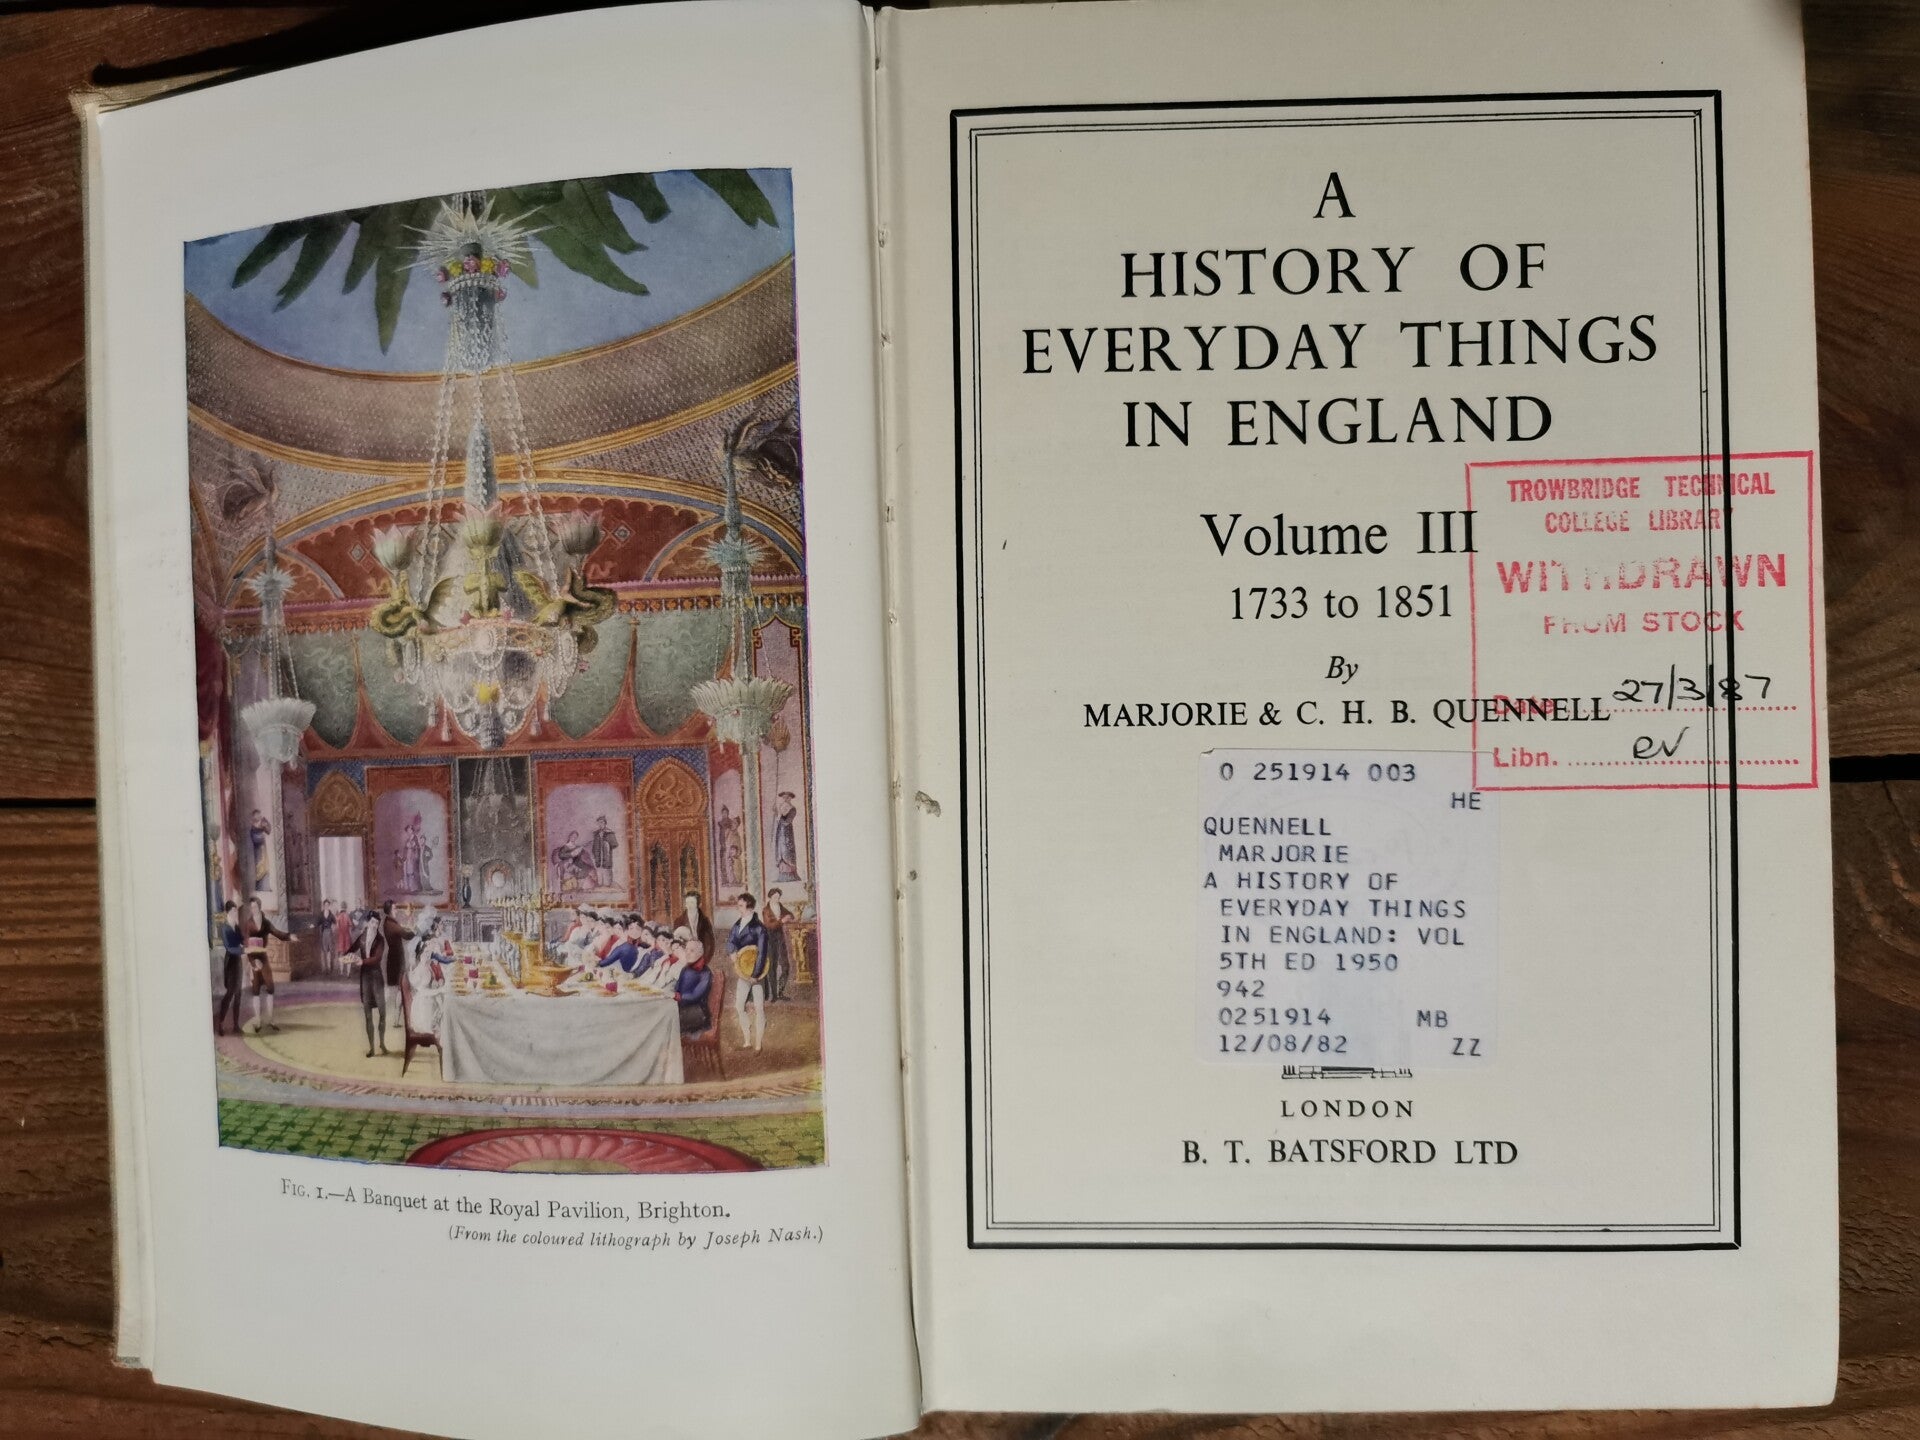 FIG. 1.—A Banquet at the Royal Pavilion, Brighton.
(From the coloured lithograph by Joseph Nash.)
A
HISTORY OF
EVERYDAY THINGS
IN ENGLAND
Volume III
1733 to 1851
By
MARJORIE & C. H. B. QUENNELL
TROWBRIDGE TECHNICAL
COLLEGE LIBRARY
WITHDRAWN
FROM STOCK
Date 27/3/87
Libn. ev
0 251914 003
HE
QUENNELL
MARJORIE
A HISTORY OF
EVERYDAY THINGS
IN ENGLAND: VOL
5TH ED 1950
942
0251914 MB
12/08/82 ZZ
LONDON
B. T. BATSFORD LTD